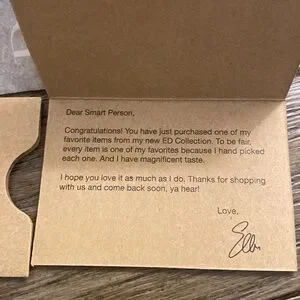 Dear Smart Person,
Congratulations! You have just purchased one of my
favorite items from my new ED Collection. To be fair,
every item is one of my favorites because I hand picked
each one. And I have magnificent taste.
I hope you love it as much as I do. Thanks for shopping
with us and come back soon, ya hear!
Love,
Ellen